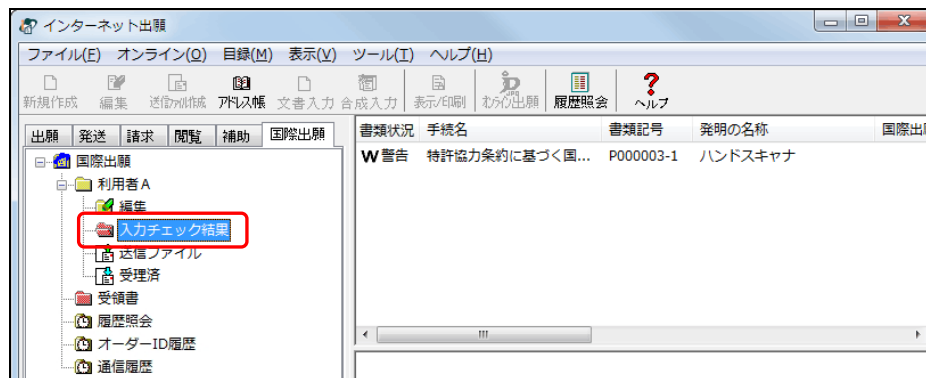 インターネット出願
ファイル(F) オンライン(O) 目録(M) 表示(V) ツール(T) ヘルプ(H)
新規作成 編集 送信ファイル作成 アドレス帳 文書入力 合成入力 表示/印刷 オンライン出願 履歴照会 ヘルプ
出願 発送 請求 閲覧 補助 国際出願
書類状況 手続名 書類記号 発明の名称 国際出
W警告 特許協力条約に基づく国... P000003-1 ハンドスキャナ
国際出願
利用者A
編集
入力チェック結果
送信ファイル
受理済
受領書
履歴照会
オーダーID履歴
通信履歴